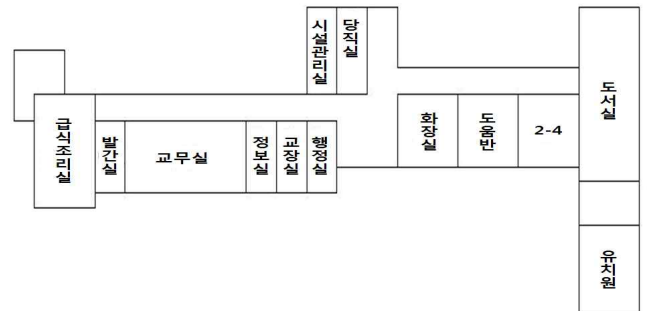 시설관리실
당직실
급식조리실
발간실
교무실
정보실
교장실
행정실
화장실
도움반
2-4
도서실
유치원